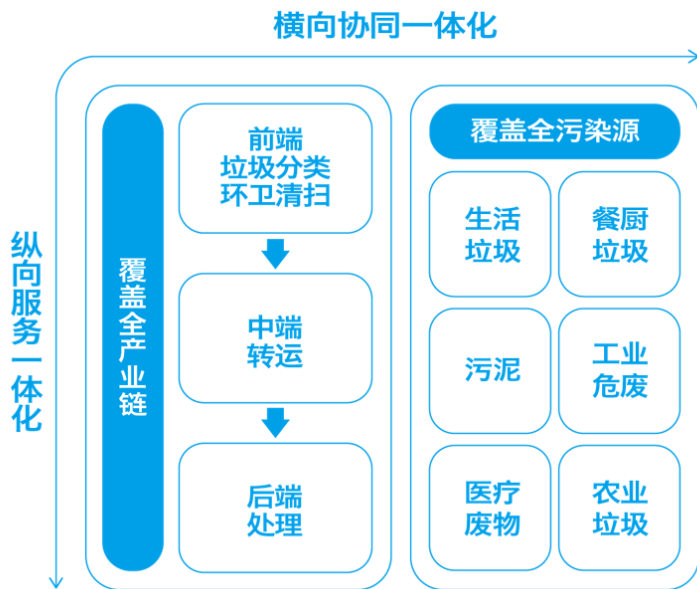 横向协同一体化
纵向服务一体化
覆盖全产业链
前端
垃圾分类
环卫清扫
中端
转运
后端
处理
覆盖全污染源
生活
垃圾
餐厨
垃圾
污泥
工业
危废
医疗
废物
农业
垃圾